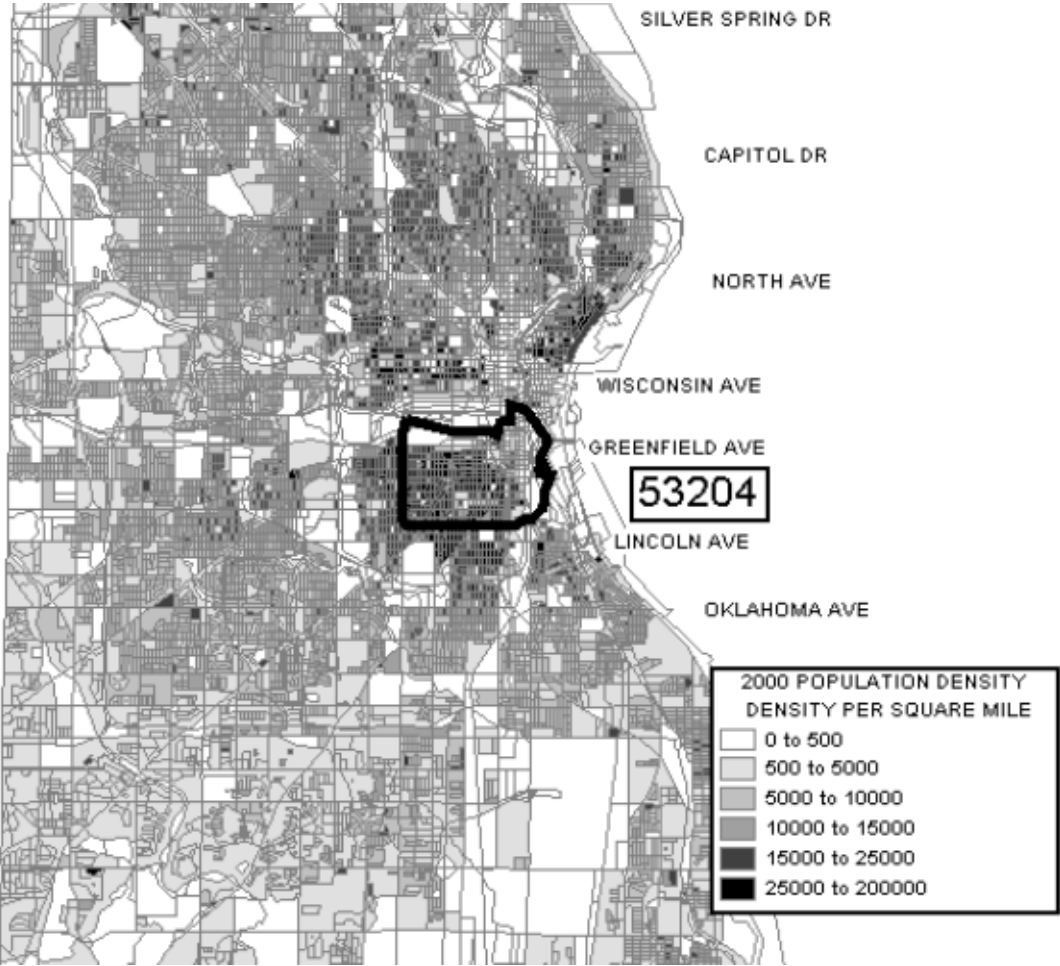 SILVER SPRING DR
CAPITOL DR
NORTH AVE
WISCONSIN AVE
GREENFIELD AVE
53204
LINCOLN AVE
OKLAHOMA AVE
2000 POPULATION DENSITY
DENSITY PER SQUARE MILE
0 to 500
500 to 5000
5000 to 10000
10000 to 15000
15000 to 25000
25000 to 200000